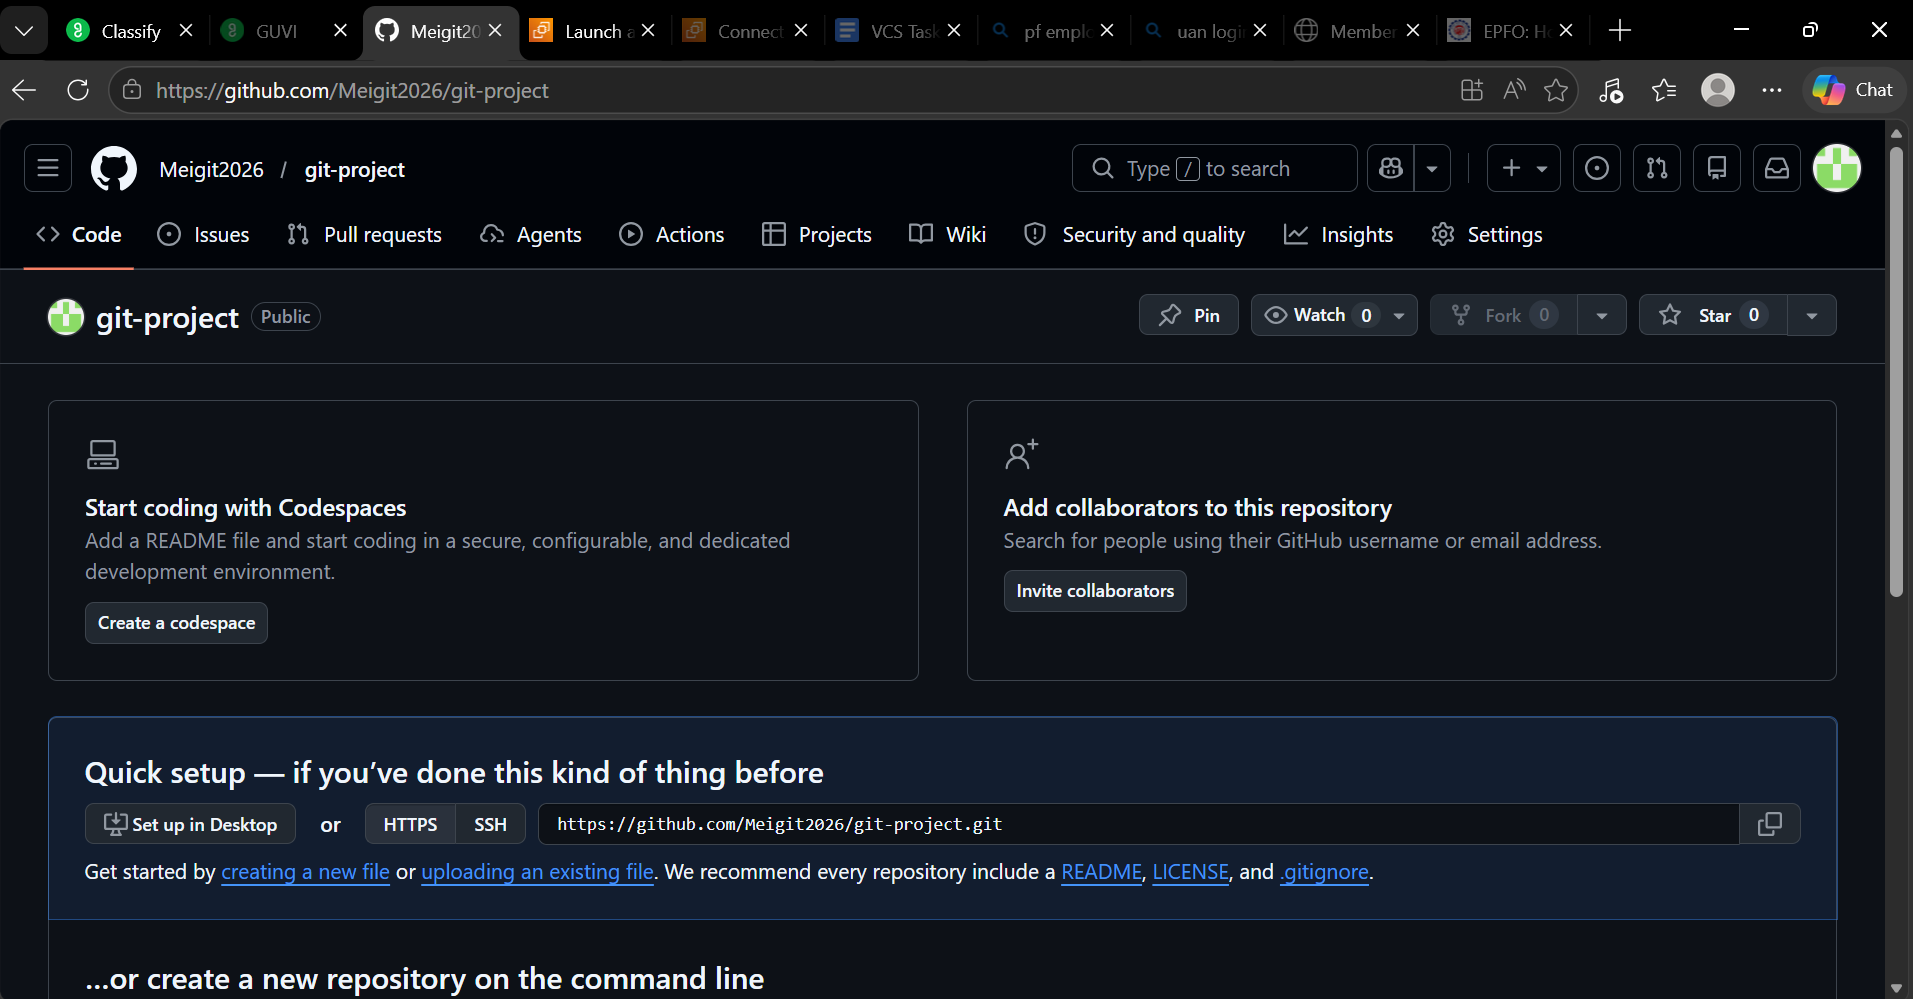 Classify
GUVI
Meigit20
Launch a
Connect
VCS Task
pf emplo
uan login
Member
EPFO: Ho
https://github.com/Meigit2026/git-project
Chat
Meigit2026 / git-project
Type / to search
Code
Issues
Pull requests
Agents
Actions
Projects
Wiki
Security and quality
Insights
Settings
git-project Public
Pin
Watch 0
Fork 0
Star 0
Start coding with Codespaces
Add a README file and start coding in a secure, configurable, and dedicated
development environment.
Create a codespace
Add collaborators to this repository
Search for people using their GitHub username or email address.
Invite collaborators
Quick setup — if you’ve done this kind of thing before
Set up in Desktop or HTTPS SSH https://github.com/Meigit2026/git-project.git
Get started by creating a new file or uploading an existing file. We recommend every repository include a README, LICENSE, and .gitignore.
…or create a new repository on the command line